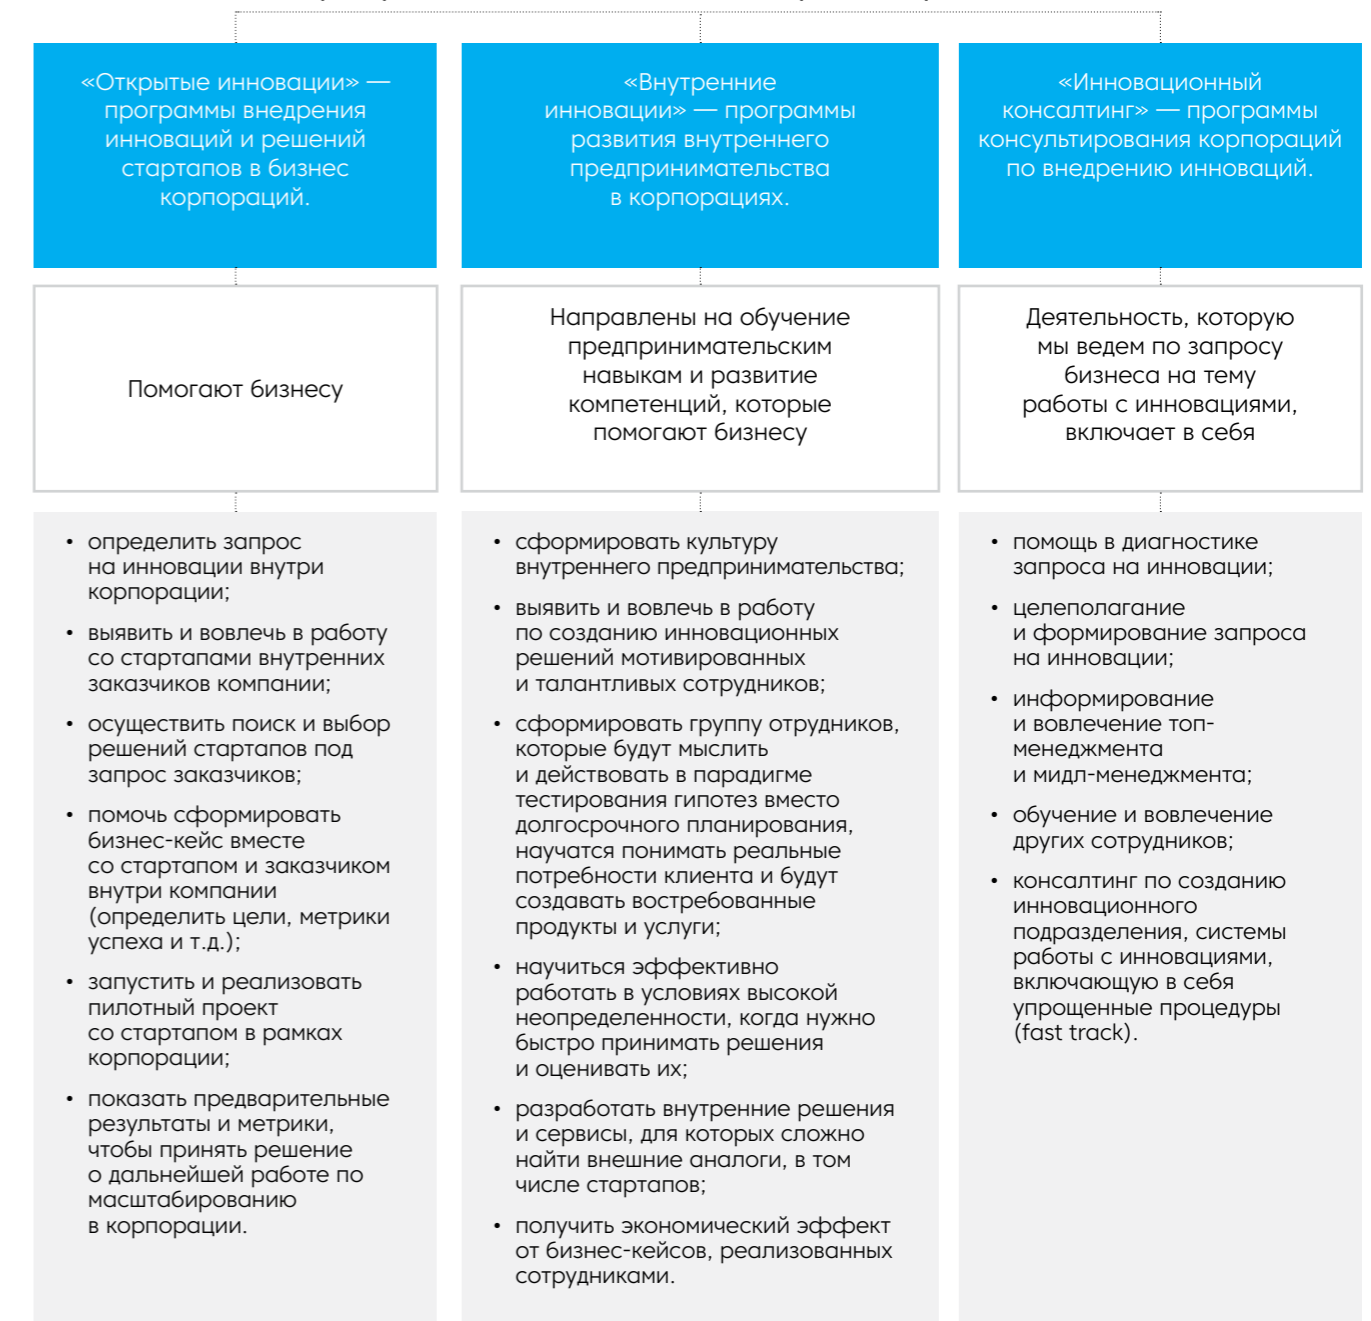 «Открытые инновации» —
программы внедрения
инноваций и решений
стартапов в бизнес
корпораций.
Помогают бизнесу
• определить запрос
на инновации внутри
корпорации;
• выявить и вовлечь в работу
со стартапами внутренних
заказчиков компании;
• осуществить поиск и выбор
решений стартапов под
запрос заказчиков;
• помочь сформировать
бизнес-кейс вместе
со стартапом и заказчиком
внутри компании
(определить цели, метрики
успеха и т.д.);
• запустить и реализовать
пилотный проект
со стартапом в рамках
корпорации;
• показать предварительные
результаты и метрики,
чтобы принять решение
о дальнейшей работе по
масштабированию
в корпорации.
«Внутренние
инновации» — программы
развития внутреннего
предпринимательства
в корпорациях.
Направлены на обучение
предпринимательским
навыкам и развитие
компетенций, которые
помогают бизнесу
• сформировать культуру
внутреннего предпринимательства;
• выявить и вовлечь в работу
по созданию инновационных
решений мотивированных
и талантливых сотрудников;
• сформировать группу отрудников,
которые будут мыслить
и действовать в парадигме
тестирования гипотез вместо
долгосрочного планирования,
научатся понимать реальные
потребности клиента и будут
создавать востребованные
продукты и услуги;
• научиться эффективно
работать в условиях высокой
неопределенности, когда нужно
быстро принимать решения
и оценивать их;
• разработать внутренние решения
и сервисы, для которых сложно
найти внешние аналоги, в том
числе стартапов;
• получить экономический эффект
от бизнес-кейсов, реализованных
сотрудниками.
«Инновационный
консалтинг» — программы
консультирования корпораций
по внедрению инноваций.
Деятельность, которую
мы ведем по запросу
бизнеса на тему
работы с инновациями,
включает в себя
• помощь в диагностике
запроса на инновации;
• целеполагание
и формирование запроса
на инновации;
• информирование
и вовлечение топ-
менеджмента
и мидл-менеджмента;
• обучение и вовлечение
других сотрудников;
• консалтинг по созданию
инновационного
подразделения, системы
работы с инновациями,
включающую в себя
упрощенные процедуры
(fast track).